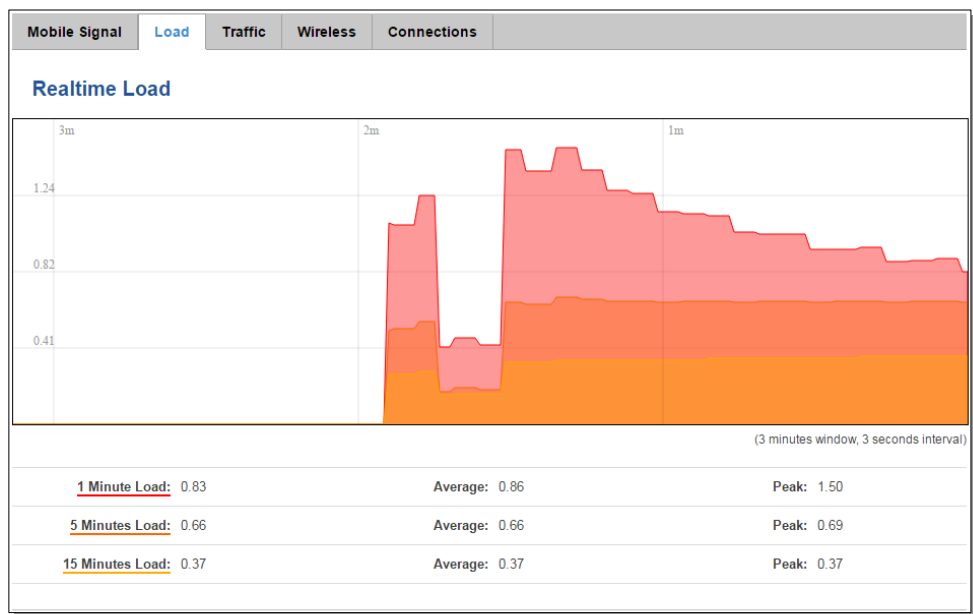 Mobile Signal Load Traffic Wireless Connections
Realtime Load
3m 2m 1m
1.24
0.82
0.41
(3 minutes window, 3 seconds interval)
1 Minute Load: 0.83 Average: 0.86 Peak: 1.50
5 Minutes Load: 0.66 Average: 0.66 Peak: 0.69
15 Minutes Load: 0.37 Average: 0.37 Peak: 0.37